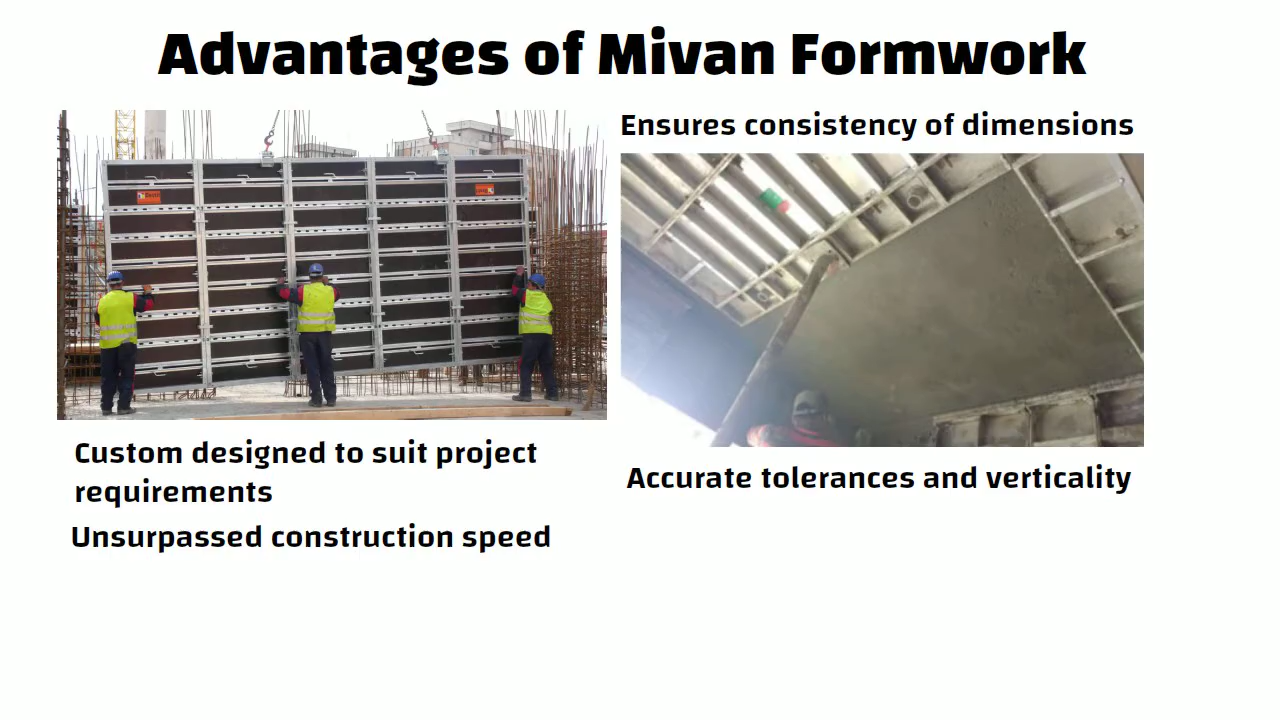 Advantages of Mivan Formwork
Ensures consistency of dimensions
Custom designed to suit project
requirements
Unsurpassed construction speed
Accurate tolerances and verticality